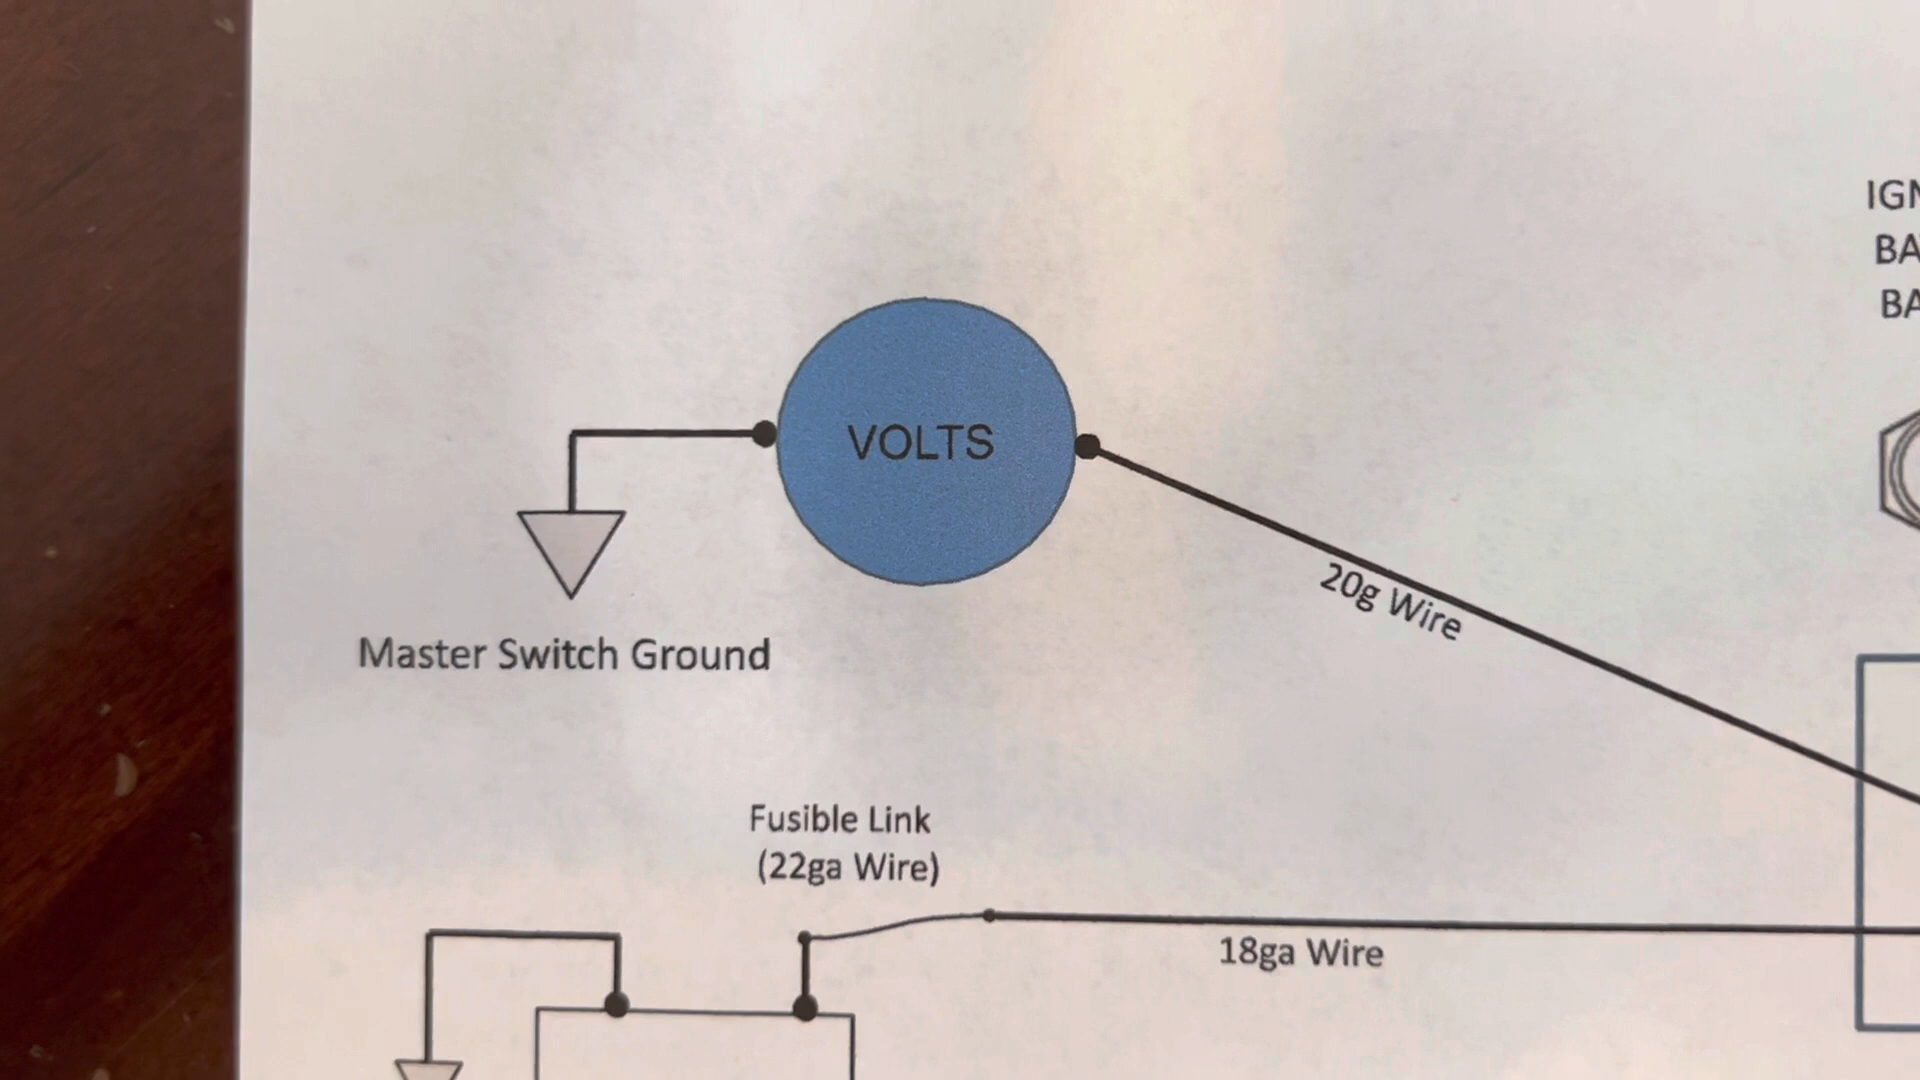 VOLTS
20g Wire
Master Switch Ground
Fusible Link
(22ga Wire)
18ga Wire